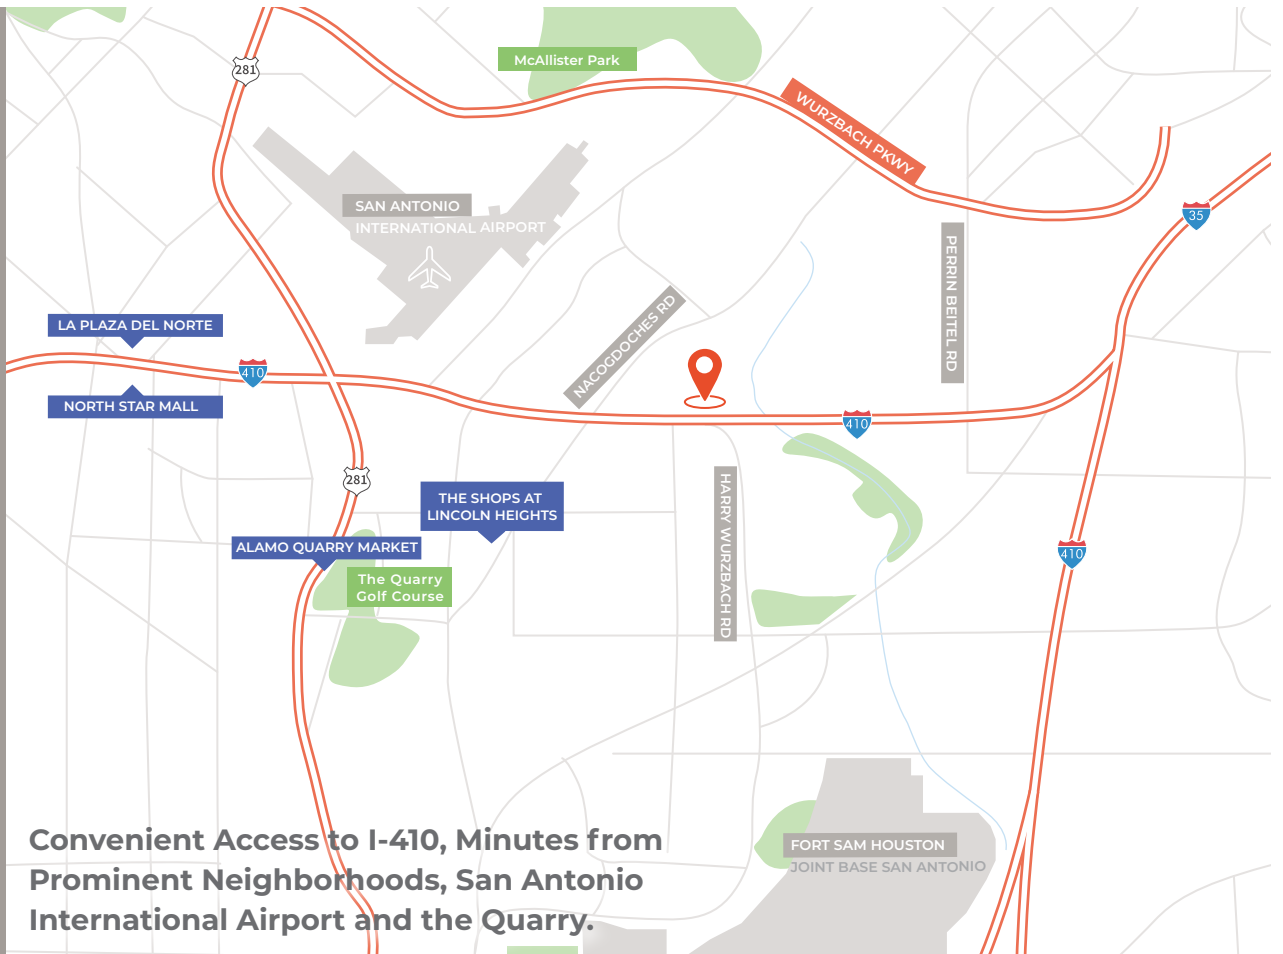 281
McAllister Park
WURZBACH PKWY
SAN ANTONIO
INTERNATIONAL AIRPORT
35
PERRIN BEITEL RD
LA PLAZA DEL NORTE
NACOGDOCHES RD
410
NORTH STAR MALL
410
281
THE SHOPS AT
LINCOLN HEIGHTS
HARRY WURZBACH RD
ALAMO QUARRY MARKET
410
The Quarry
Golf Course
Convenient Access to I-410, Minutes from
Prominent Neighborhoods, San Antonio
International Airport and the Quarry.
FORT SAM HOUSTON
JOINT BASE SAN ANTONIO